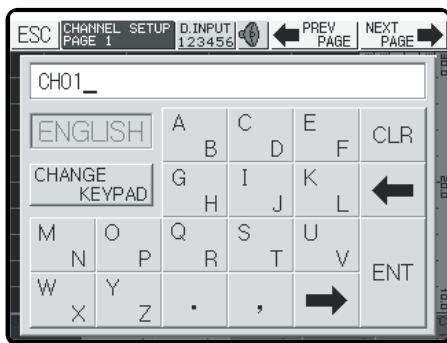 ESC CHANNEL SETUP D.INPUT PREV NEXT
PAGE 1 123456 PAGE PAGE
CH01_
ENGLISH A B C D E F CLR
CHANGE KEYPAD G H I J K L
M N O P Q R S T U V ENT
W X Y Z . ,